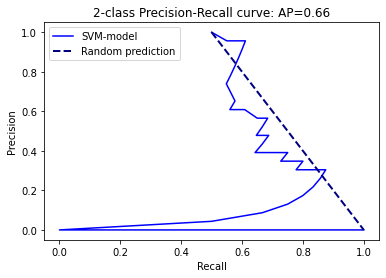 2-class Precision-Recall curve: AP=0.66
SVM-model
Random prediction
Precision
1.0
0.8
0.6
0.4
0.2
0.0
0.0 0.2 0.4 0.6 0.8 1.0
Recall